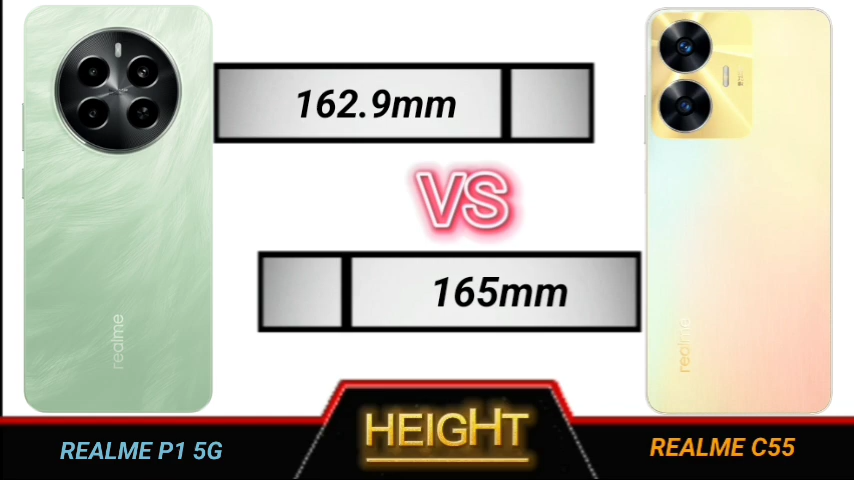 162.9mm
VS
165mm
realme
realme
HEIGHT
REALME P1 5G
REALME C55